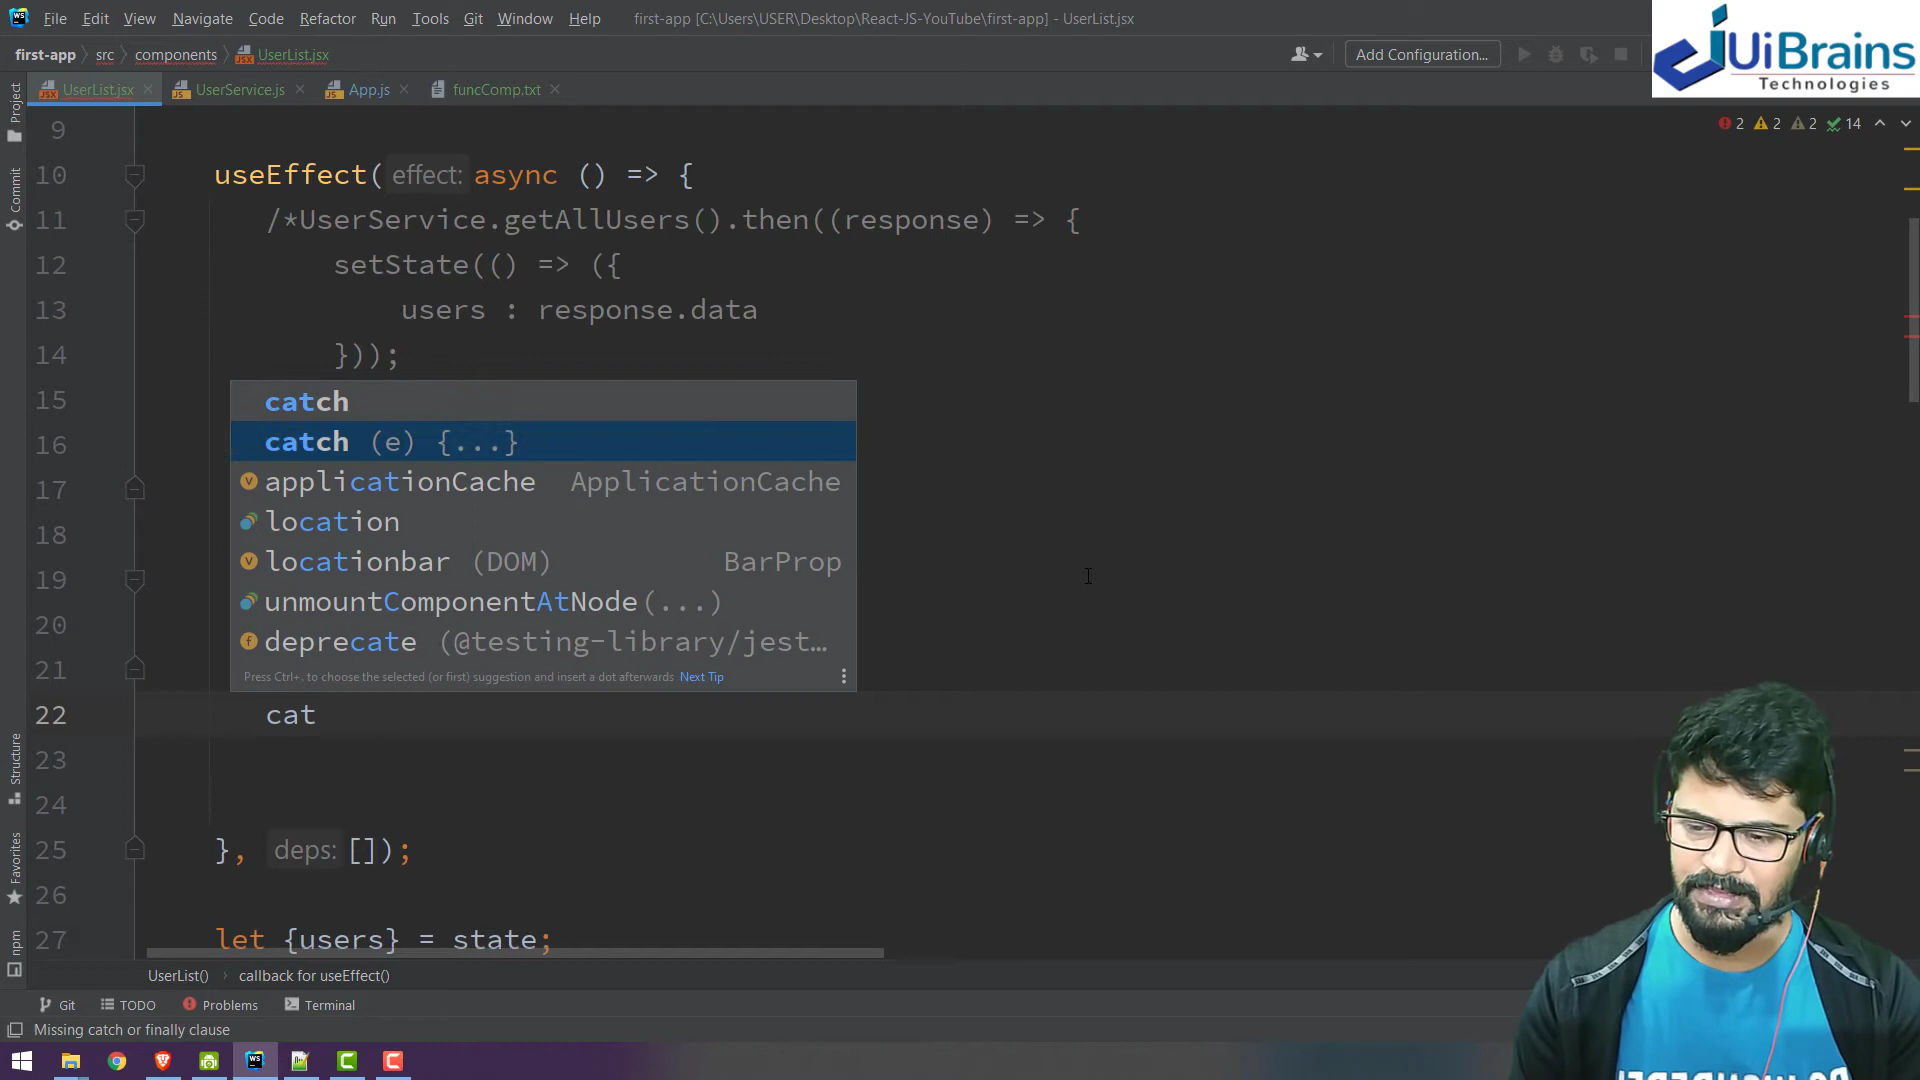 File Edit View Navigate Code Refactor Run Tools Git Window Help first-app [C:\Users\USER\Desktop\React-JS-YouTube\first-app] - UserList.jsx
UiBrains
Technologies
first-app src components UserList.jsx Add Configuration...
UserList.jsx UserService.js App.js funcComp.txt
Project
Commit
Structure
Favorites
npm
2 2 2 14
9
10 useEffect( effect: async () => {
11 /*UserService.getAllUsers().then((response) => {
12 setState(() => ({
13 users : response.data
14 }));
15
16
17
18
19
20
21
catch
catch (e) {...}
applicationCache ApplicationCache
location
locationbar (DOM) BarProp
unmountComponentAtNode(...)
deprecate (@testing-library/jest...
Press Ctrl+. to choose the selected (or first) suggestion and insert a dot afterwards Next Tip
22 cat
23
24
25 }, deps: []);
26
27 let {users} = state;
UserList() callback for useEffect()
Git TODO Problems Terminal
Missing catch or finally clause